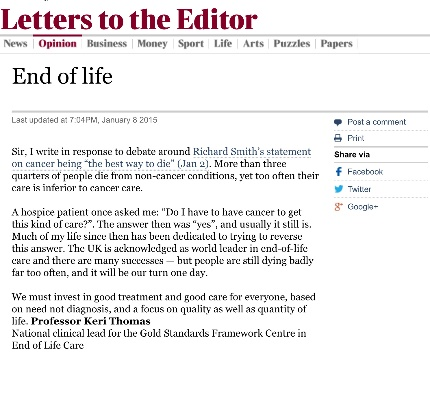 Letters to the Editor
News | Opinion | Business | Money | Sport | Life | Arts | Puzzles | Papers |
End of life
Last updated at 7:04PM, January 8 2015
Sir, I write in response to debate around Richard Smith's statement
on cancer being "the best way to die" (Jan 2). More than three
quarters of people die from non-cancer conditions, yet too often their
care is inferior to cancer care.
A hospice patient once asked me: "Do I have to have cancer to get
this kind of care?". The answer then was "yes", and usually it still is.
Much of my life since then has been dedicated to trying to reverse
this answer. The UK is acknowledged as world leader in end-of-life
care and there are many successes — but people are still dying badly
far too often, and it will be our turn one day.
We must invest in good treatment and good care for everyone, based
on need not diagnosis, and a focus on quality as well as quantity of
life. Professor Keri Thomas
National clinical lead for the Gold Standards Framework Centre in
End of Life Care
Post a comment
Print
Share via
Facebook
Twitter
Google+